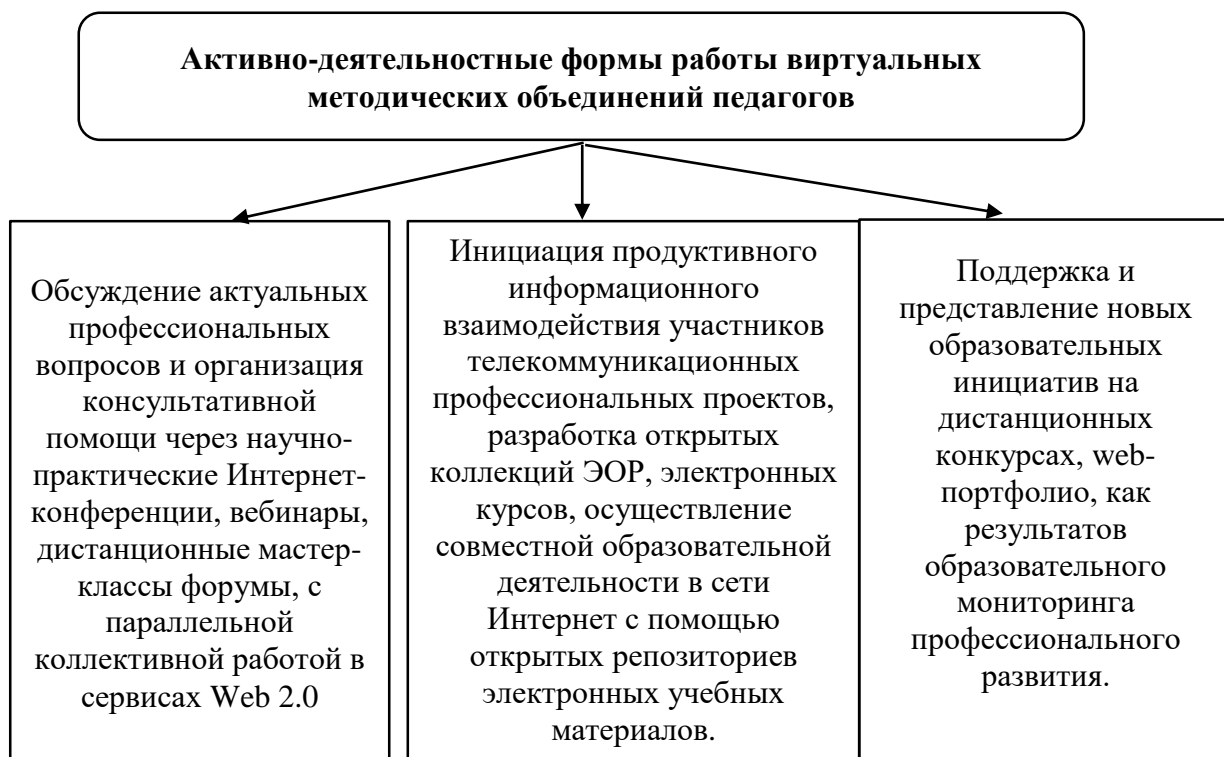 Активно-деятельностные формы работы виртуальных
методических объединений педагогов
Обсуждение актуальных
профессиональных
вопросов и организация
консультативной
помощи через научно-
практические Интернет-
конференции, вебинары,
дистанционные мастер-
классы форумы, с
параллельной
коллективной работой в
сервисах Web 2.0
Инициация продуктивного
информационного
взаимодействия участников
телекоммуникационных
профессиональных проектов,
разработка открытых
коллекций ЭОР, электронных
курсов, осуществление
совместной образовательной
деятельности в сети
Интернет с помощью
открытых репозиториев
электронных учебных
материалов.
Поддержка и
представление новых
образовательных
инициатив на
дистанционных
конкурсах, web-
портфолио, как
результатов
образовательного
мониторинга
профессионального
развития.